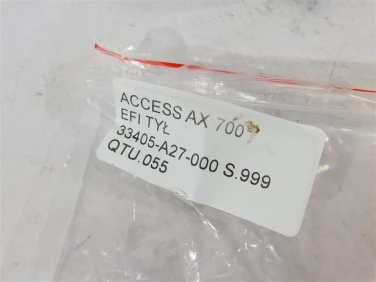 ACCESS AX 700
EFI TYŁ
33405-A27-000 S.999
QTU.055